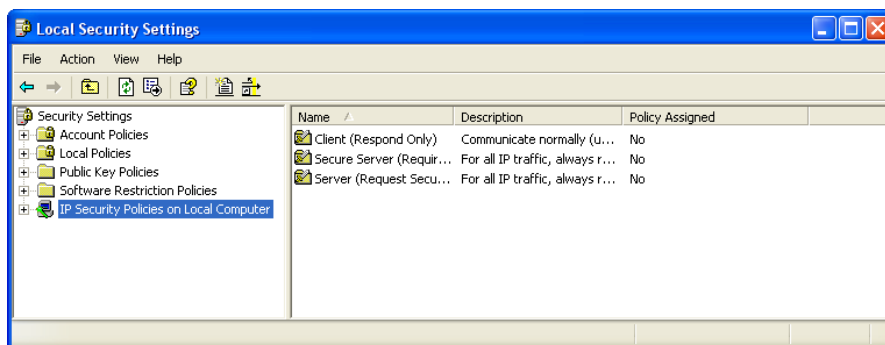 Local Security Settings
File Action View Help
Security Settings
Account Policies
Local Policies
Public Key Policies
Software Restriction Policies
IP Security Policies on Local Computer
Name Description Policy Assigned
Client (Respond Only) Communicate normally (u... No
Secure Server (Requir... For all IP traffic, always r... No
Server (Request Secu... For all IP traffic, always r... No